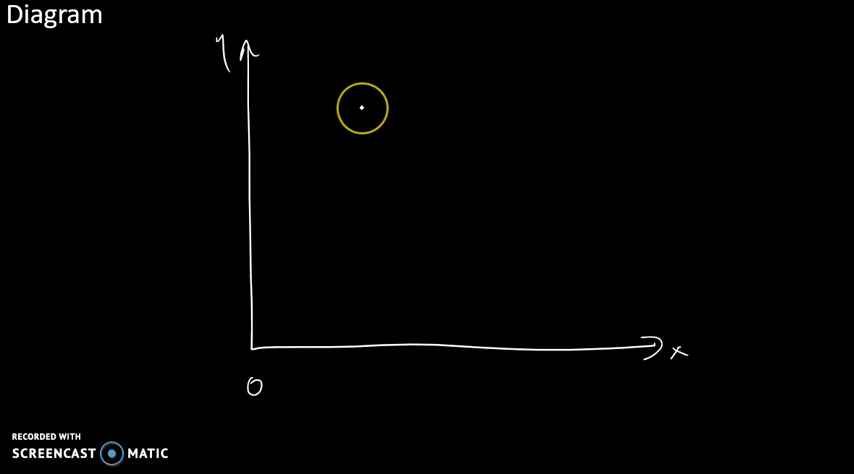 Diagram
y
x
0
RECORDED WITH
SCREENCAST MATIC